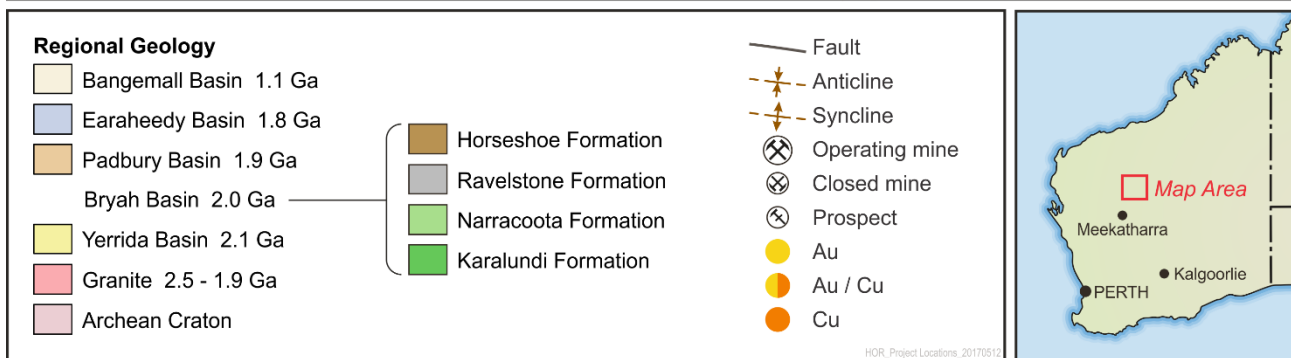 Regional Geology
Bangemall Basin 1.1 Ga
Earaheedy Basin 1.8 Ga
Padbury Basin 1.9 Ga
Bryah Basin 2.0 Ga
Yerrida Basin 2.1 Ga
Granite 2.5 - 1.9 Ga
Archean Craton
Horseshoe Formation
Ravelstone Formation
Narracoota Formation
Karalundi Formation
Fault
Anticline
Syncline
Operating mine
Closed mine
Prospect
Au
Au / Cu
Cu
HOR_Project Locations_20170512
Map Area
Meekatharra
Kalgoorlie
PERTH